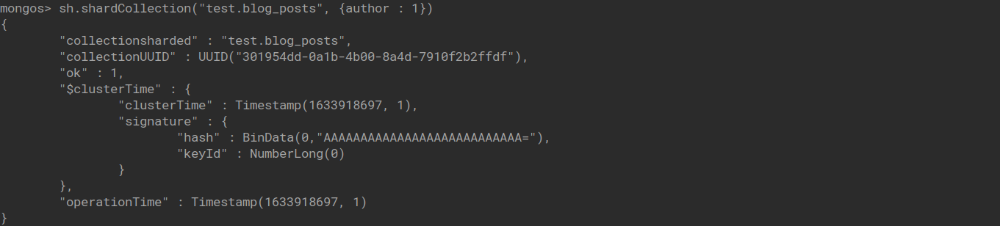 mongos> sh.shardCollection("test.blog_posts", {author : 1})
{
        "collectionsharded" : "test.blog_posts",
        "collectionUUID" : UUID("301954dd-0a1b-4b00-8a4d-7910f2b2ffdf"),
        "ok" : 1,
        "$clusterTime" : {
                "clusterTime" : Timestamp(1633918697, 1),
                "signature" : {
                        "hash" : BinData(0,"AAAAAAAAAAAAAAAAAAAAAAAAAAA="),
                        "keyId" : NumberLong(0)
                }
        },
        "operationTime" : Timestamp(1633918697, 1)
}